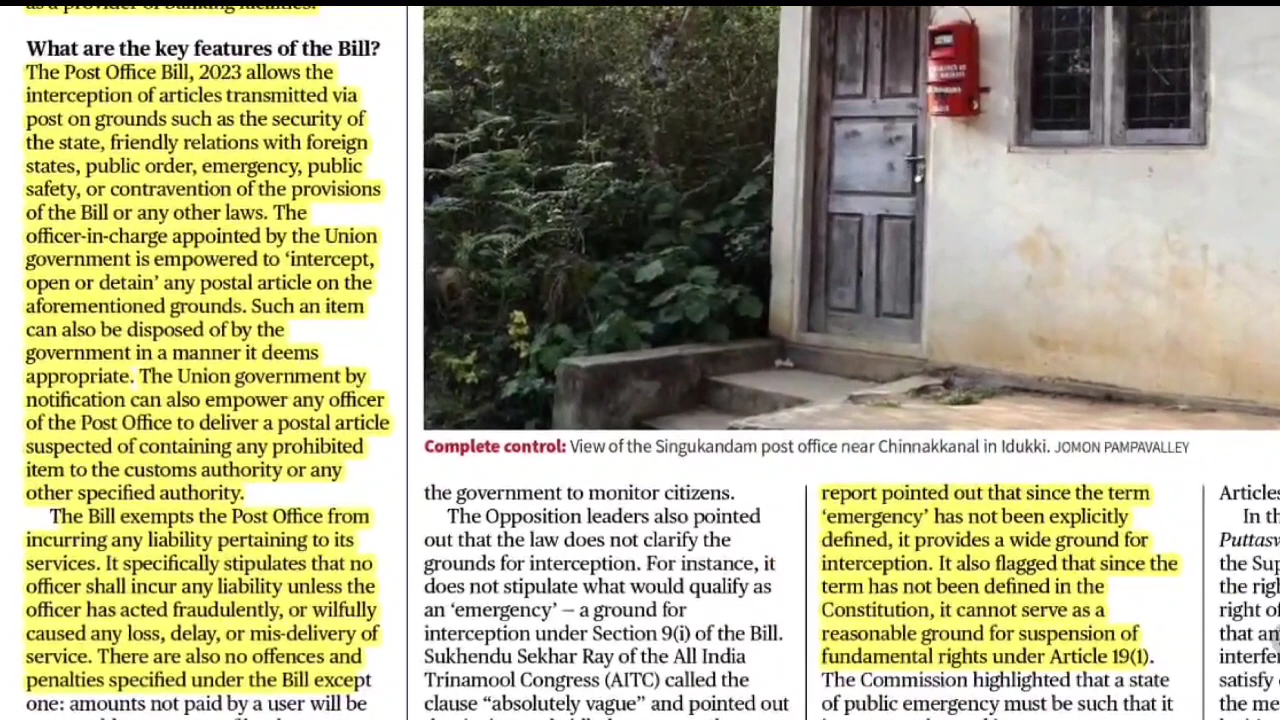 as a provider of banking facilities.
What are the key features of the Bill?
The Post Office Bill, 2023 allows the
interception of articles transmitted via
post on grounds such as the security of
the state, friendly relations with foreign
states, public order, emergency, public
safety, or contravention of the provisions
of the Bill or any other laws. The
officer-in-charge appointed by the Union
government is empowered to ‘intercept,
open or detain’ any postal article on the
aforementioned grounds. Such an item
can also be disposed of by the
government in a manner it deems
appropriate. The Union government by
notification can also empower any officer
of the Post Office to deliver a postal article
suspected of containing any prohibited
item to the customs authority or any
other specified authority.
The Bill exempts the Post Office from
incurring any liability pertaining to its
services. It specifically stipulates that no
officer shall incur any liability unless the
officer has acted fraudulently, or wilfully
caused any loss, delay, or mis-delivery of
service. There are also no offences and
penalties specified under the Bill except
one: amounts not paid by a user will be
Complete control: View of the Singukandam post office near Chinnakkanal in Idukki. JOMON PAMPAVALLEY
the government to monitor citizens.
The Opposition leaders also pointed
out that the law does not clarify the
grounds for interception. For instance, it
does not stipulate what would qualify as
an ‘emergency’ – a ground for
interception under Section 9(i) of the Bill.
Sukhendu Sekhar Ray of the All India
Trinamool Congress (AITC) called the
clause “absolutely vague” and pointed out
report pointed out that since the term
‘emergency’ has not been explicitly
defined, it provides a wide ground for
interception. It also flagged that since the
term has not been defined in the
Constitution, it cannot serve as a
reasonable ground for suspension of
fundamental rights under Article 19(1).
The Commission highlighted that a state
of public emergency must be such that it
Articles
In th
Puttasw
the Sup
the righ
right of
that an
interfer
satisfy
the me